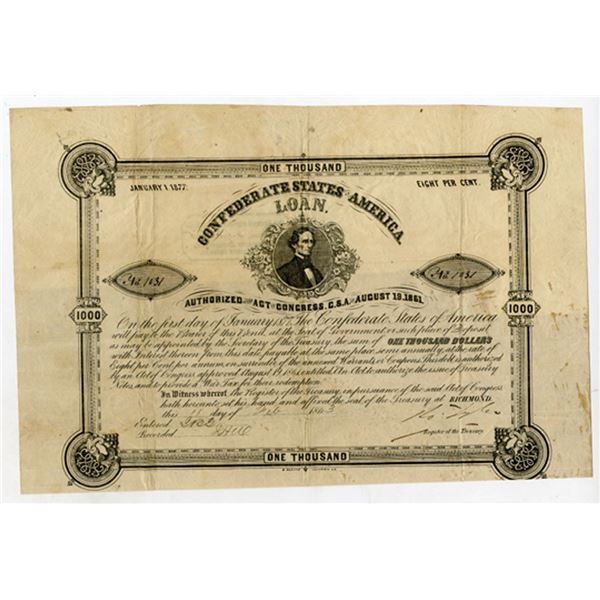 ONE THOUSAND
JANUARY 1, 1877.
EIGHT PER CENT.
CONFEDERATE STATES AMERICA
LOAN.
No. 1031
No. 1031
AUTHORIZED ACT OF CONGRESS. C.S.A. AUGUST 19. 1861.
1000
1000
On the first day of January 1877, The Confederate States of America
will pay to the Bearer of this Bond, at the Seat of Government or such place of Deposit,
as may be appointed by the Secretary of the Treasury, the sum of ONE THOUSAND DOLLARS
with Interest thereon from this date, payable at the same place semi annually, at the rate of
Eight per Cent per annum, on surrender of the annexed Warrants or Coupons. This debt is authorized
By an Act of Congress approved August 19. 1861 entitled An Act to authorize the issue of Treasury
Notes, and to provide a War Tax for their redemption.
In Witness whereof, the Register of the Treasury, in pursuance of the said Act of Congress
hath hereunto set his hand and affixed the Seal of the Treasury at RICHMOND,
this day of Feb 1863
Entered
Recorded
Register of the Treasury.
ONE THOUSAND